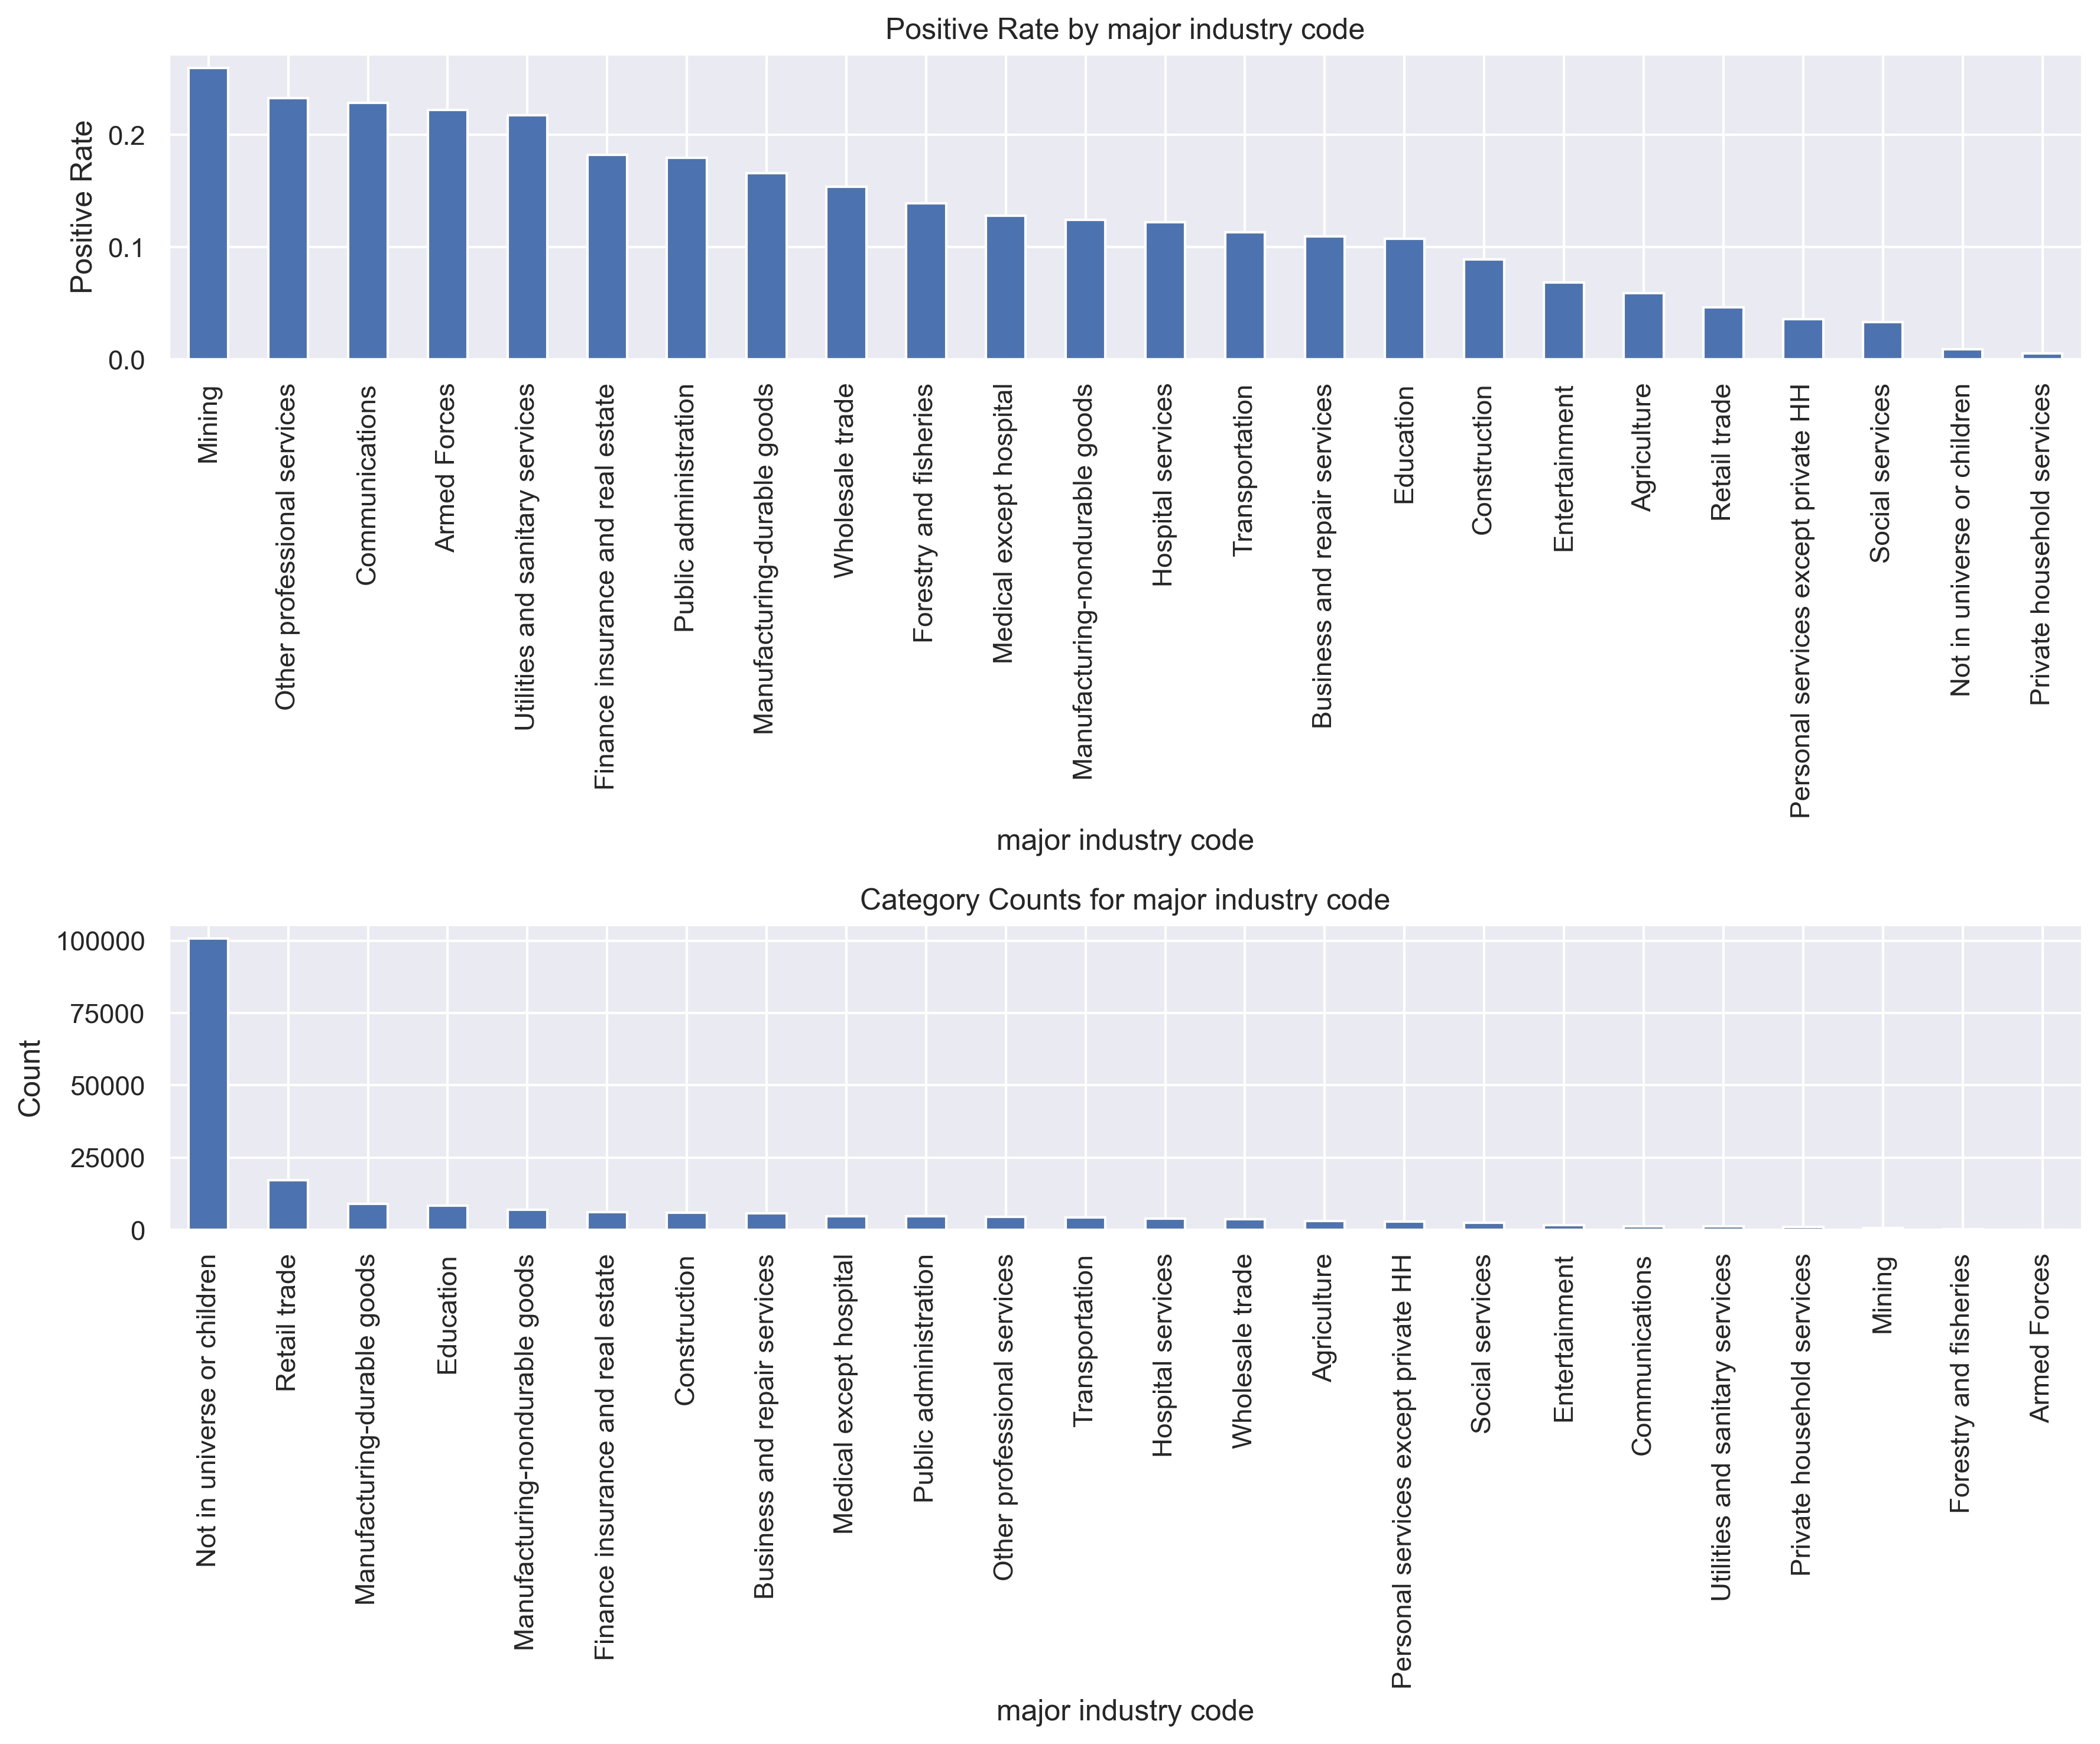 Positive Rate by major industry code
Positive Rate
0.2
0.1
0.0
Mining
Other professional services
Communications
Armed Forces
Utilities and sanitary services
Finance insurance and real estate
Public administration
Manufacturing-durable goods
Wholesale trade
Forestry and fisheries
Medical except hospital
Manufacturing-nondurable goods
Hospital services
Transportation
Business and repair services
Education
Construction
Entertainment
Agriculture
Retail trade
Personal services except private HH
Social services
Not in universe or children
Private household services
major industry code
Category Counts for major industry code
Count
100000
75000
50000
25000
0
Not in universe or children
Retail trade
Manufacturing-durable goods
Education
Manufacturing-nondurable goods
Finance insurance and real estate
Construction
Business and repair services
Medical except hospital
Public administration
Other professional services
Transportation
Hospital services
Wholesale trade
Agriculture
Personal services except private HH
Social services
Entertainment
Communications
Utilities and sanitary services
Private household services
Mining
Forestry and fisheries
Armed Forces
major industry code